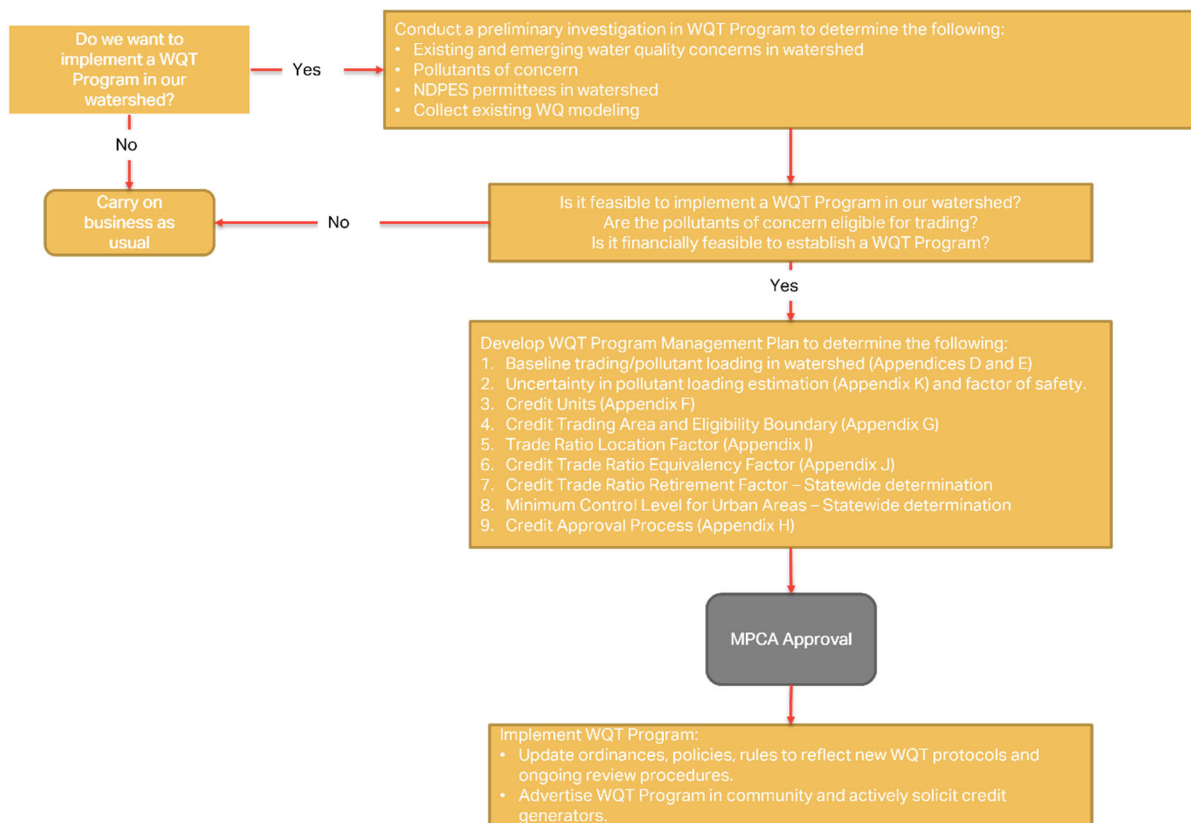 Do we want to
implement a WQT
Program in our
watershed?
Yes
Conduct a preliminary investigation in WQT Program to determine the following:
• Existing and emerging water quality concerns in watershed
• Pollutants of concern
• NDPES permittees in watershed
• Collect existing WQ modeling
No
Carry on
business as
usual
No
Is it feasible to implement a WQT Program in our watershed?
Are the pollutants of concern eligible for trading?
Is it financially feasible to establish a WQT Program?
Yes
Develop WQT Program Management Plan to determine the following:
1. Baseline trading/pollutant loading in watershed (Appendices D and E)
2. Uncertainty in pollutant loading estimation (Appendix K) and factor of safety.
3. Credit Units (Appendix F)
4. Credit Trading Area and Eligibility Boundary (Appendix G)
5. Trade Ratio Location Factor (Appendix I)
6. Credit Trade Ratio Equivalency Factor (Appendix J)
7. Credit Trade Ratio Retirement Factor – Statewide determination
8. Minimum Control Level for Urban Areas – Statewide determination
9. Credit Approval Process (Appendix H)
MPCA Approval
Implement WQT Program:
• Update ordinances, policies, rules to reflect new WQT protocols and
ongoing review procedures.
• Advertise WQT Program in community and actively solicit credit
generators.